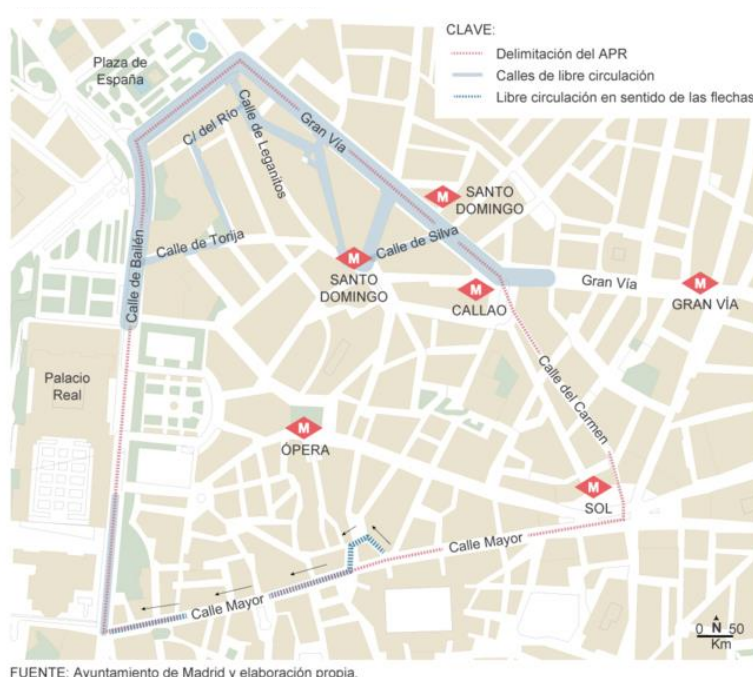 CLAVE:
Delimitación del APR
Calles de libre circulación
Libre circulación en sentido de las flechas
Plaza de
España
C/ del Río
Calle de Leganitos
Gran Vía
M
SANTO
DOMINGO
Calle de Bailén
Calle de Torija
Calle de Silva
M
SANTO
DOMINGO
M
CALLAO
Gran Vía
M
GRAN VÍA
Palacio
Real
Calle del Carmen
M
ÓPERA
M
SOL
Calle Mayor
Calle Mayor
N
0 50
Km
FUENTE: Ayuntamiento de Madrid y elaboración propia.